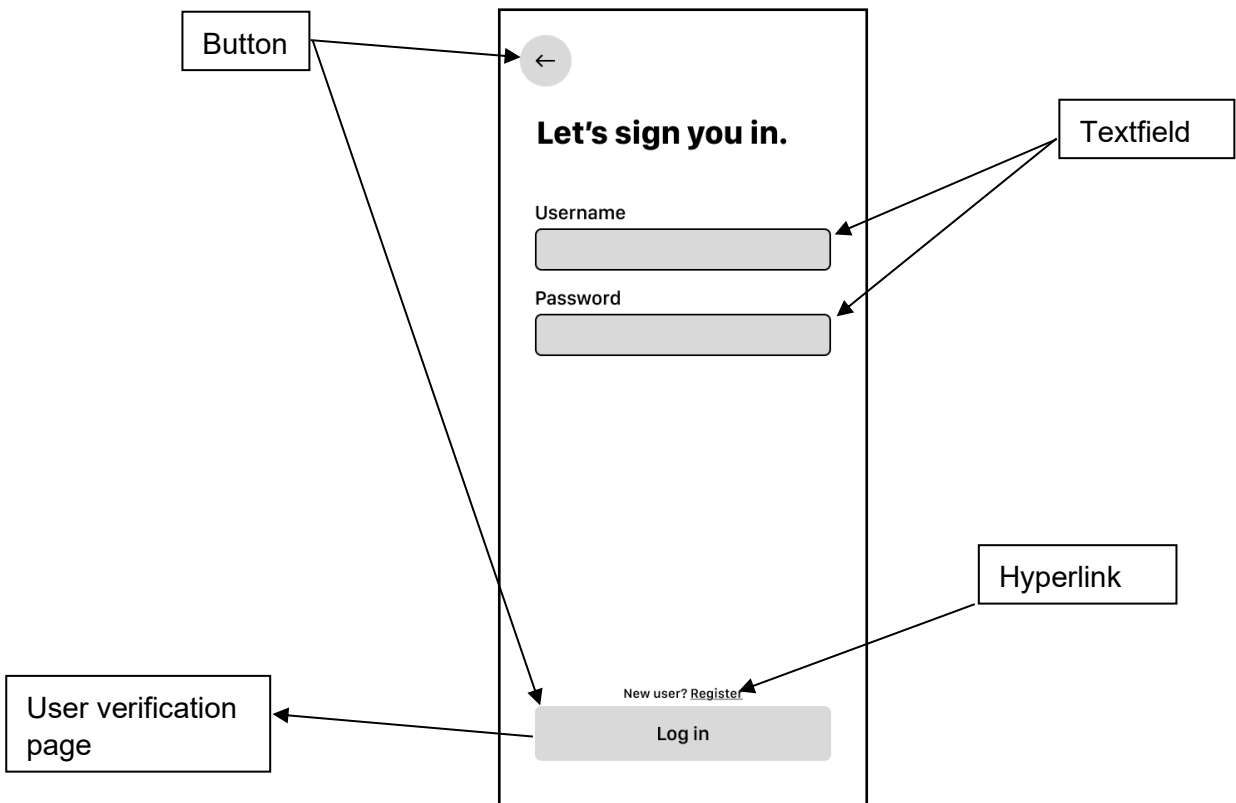 Button
←
Let's sign you in.
Textfield
Username
Password
Hyperlink
New user? Register
User verification
page
Log in